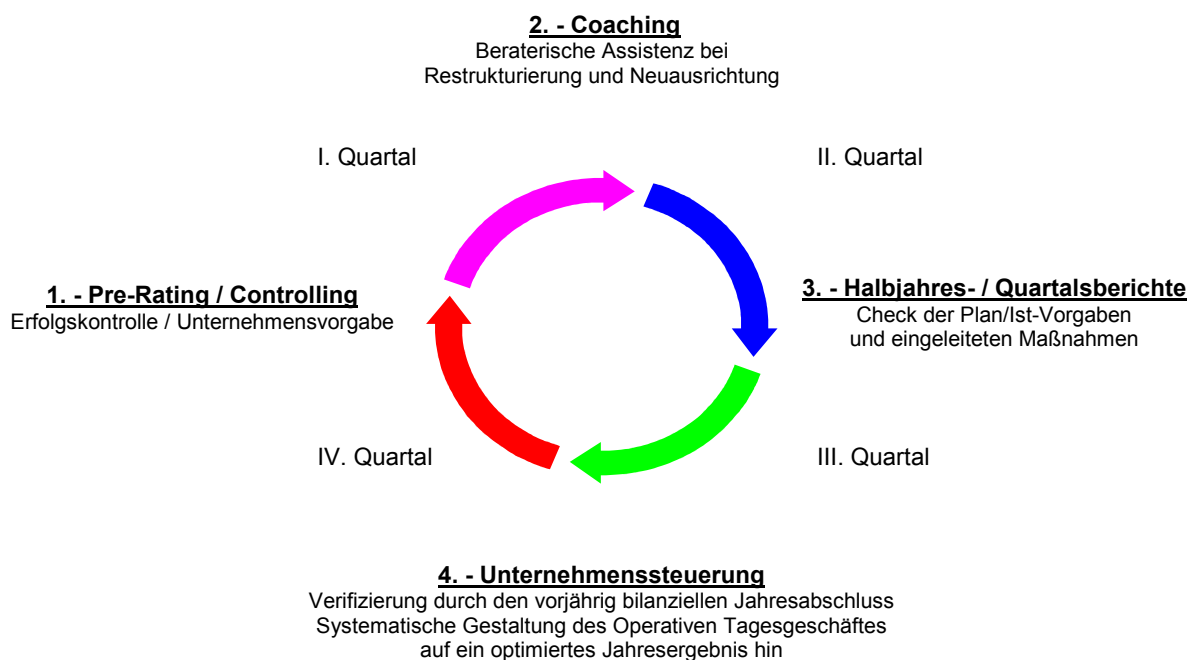 2. - Coaching
Beraterische Assistenz bei
Restrukturierung und Neuausrichtung
I. Quartal
II. Quartal
1. - Pre-Rating / Controlling
Erfolgskontrolle / Unternehmensvorgabe
3. - Halbjahres- / Quartalsberichte
Check der Plan/Ist-Vorgaben
und eingeleiteten Maßnahmen
IV. Quartal
III. Quartal
4. - Unternehmenssteuerung
Verifizierung durch den vorjährig bilanziellen Jahresabschluss
Systematische Gestaltung des Operativen Tagesgeschäftes
auf ein optimiertes Jahresergebnis hin